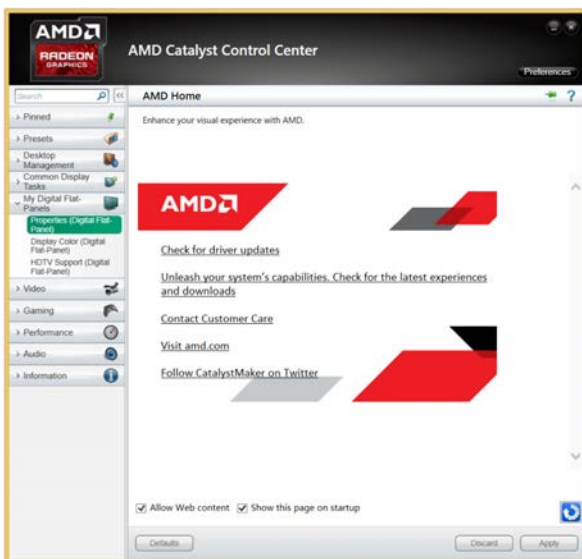 AMD
RADEON
GRAPHICS
AMD Catalyst Control Center
Preferences
Search
AMD Home
Pinned
Presets
Desktop
Management
Common Display
Tasks
My Digital Flat-
Panels
Properties (Digital Flat-
Panel)
Display Color (Digital
Flat-Panel)
HDTV Support (Digital
Flat-Panel)
Video
Gaming
Performance
Audio
Information
Enhance your visual experience with AMD.
AMD
Check for driver updates
Unleash your system's capabilities. Check for the latest experiences
and downloads
Contact Customer Care
Visit amd.com
Follow CatalystMaker on Twitter
Allow Web content Show this page on startup
Defaults Discard Apply